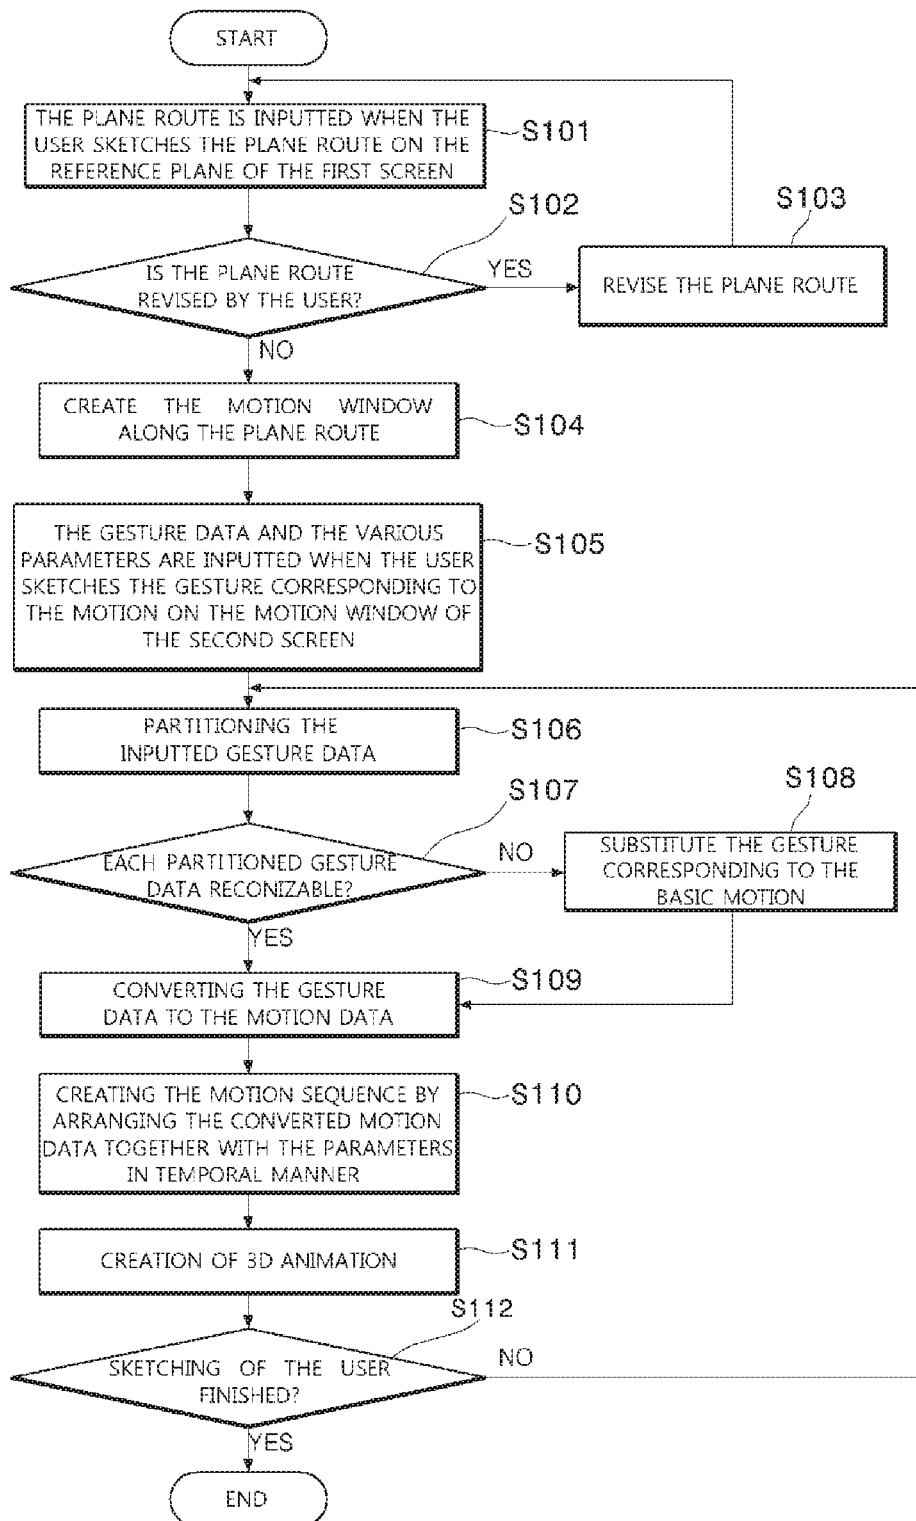 START
THE PLANE ROUTE IS INPUTTED WHEN THE
USER SKETCHES THE PLANE ROUTE ON THE
REFERENCE PLANE OF THE FIRST SCREEN
S101
S102
S103
IS THE PLANE ROUTE
REVISED BY THE USER?
YES
REVISE THE PLANE ROUTE
NO
CREATE THE MOTION WINDOW
ALONG THE PLANE ROUTE
S104
THE GESTURE DATA AND THE VARIOUS
PARAMETERS ARE INPUTTED WHEN THE USER
SKETCHES THE GESTURE CORRESPONDING TO
THE MOTION ON THE MOTION WINDOW OF
THE SECOND SCREEN
S105
PARTITIONING THE
INPUTTED GESTURE DATA
S106
S107
S108
EACH PARTITIONED GESTURE
DATA RECONIZABLE?
NO
SUBSTITUTE THE GESTURE
CORRESPONDING TO THE
BASIC MOTION
YES
CONVERTING THE GESTURE
DATA TO THE MOTION DATA
S109
CREATING THE MOTION SEQUENCE BY
ARRANGING THE CONVERTED MOTION
DATA TOGETHER WITH THE PARAMETERS
IN TEMPORAL MANNER
S110
CREATION OF 3D ANIMATION
S111
S112
SKETCHING OF THE USER
FINISHED?
NO
YES
END